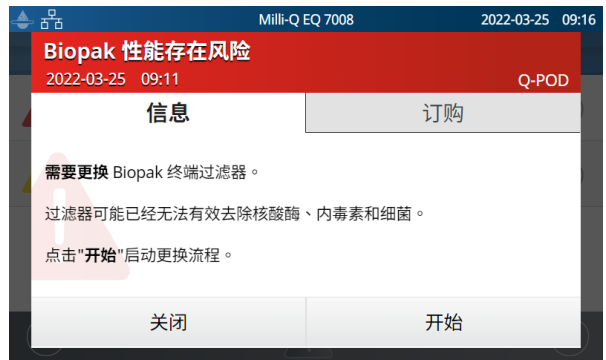 Milli-Q EQ 7008 2022-03-25 09:16
Biopak 性能存在风险
2022-03-25 09:11 Q-POD
信息 订购
需要更换 Biopak 终端过滤器。
过滤器可能已经无法有效去除核酸酶、内毒素和细菌。
点击"开始"启动更换流程。
关闭 开始